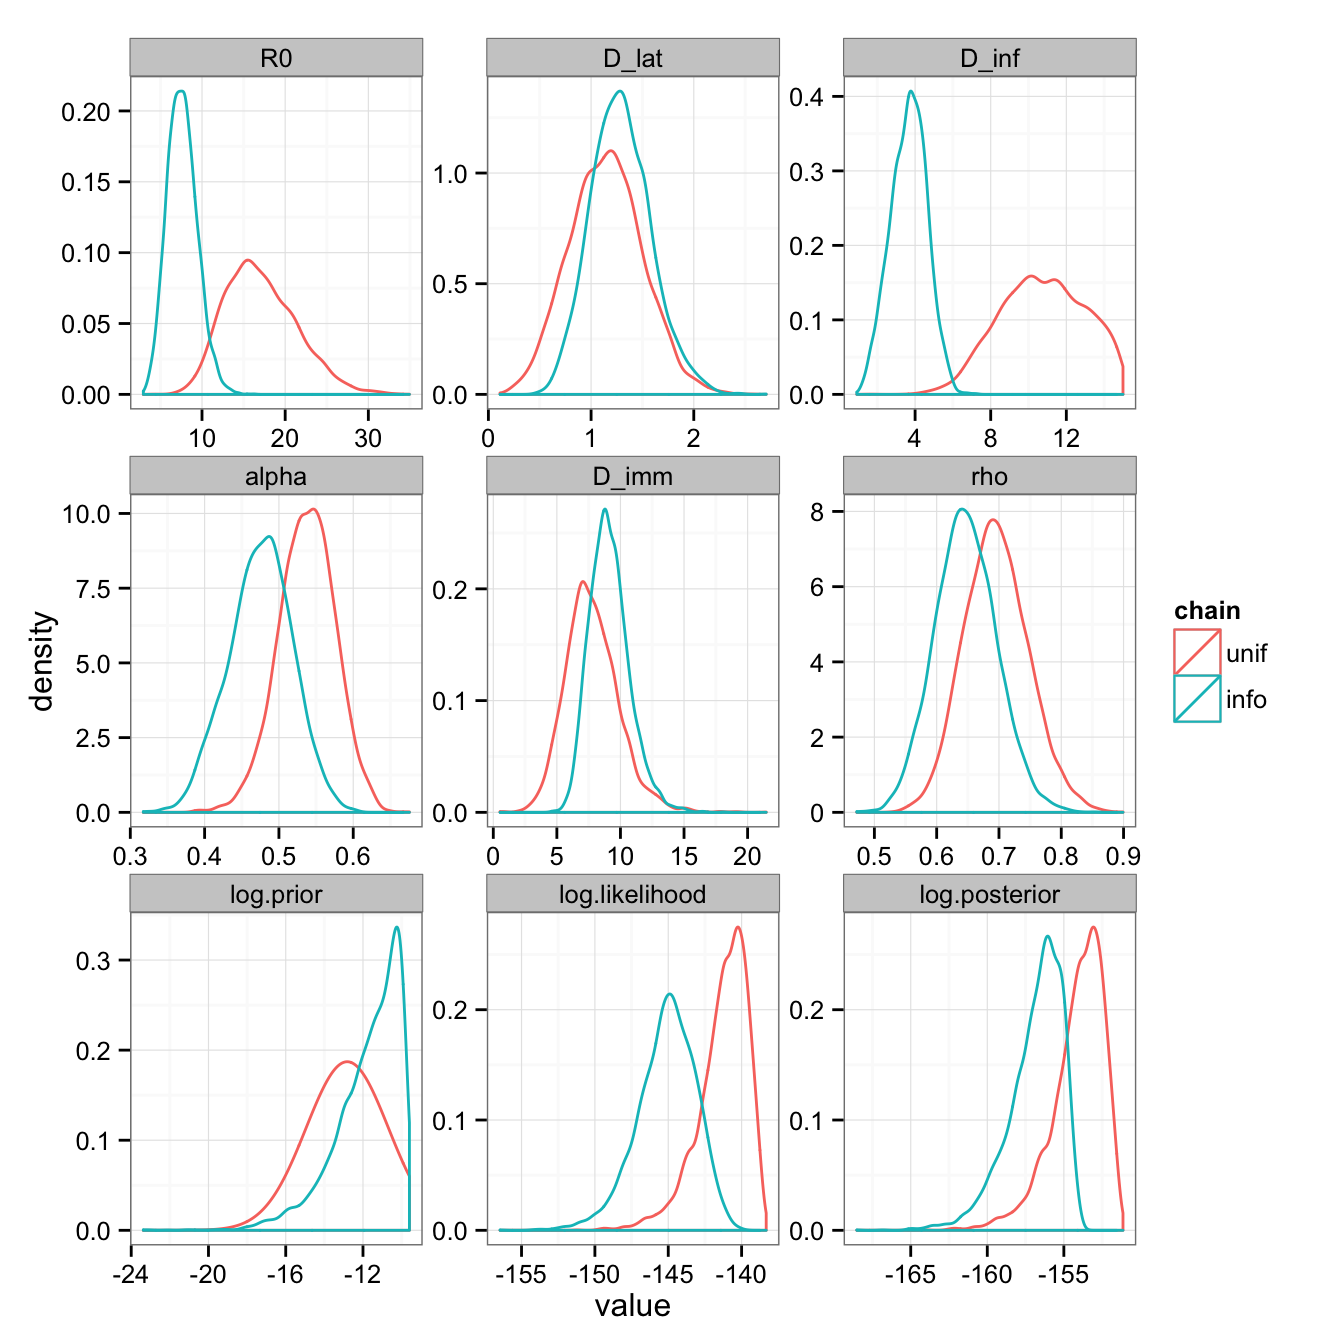 R0 D_lat D_inf
0.20 0.15 0.10 0.05 0.00
1.0 0.5 0.0
0.4 0.3 0.2 0.1 0.0
10 20 30
0 1 2
4 8 12
alpha D_imm rho
10.0 7.5 5.0 2.5 0.0
0.2 0.1 0.0
8 6 4 2 0
0.3 0.4 0.5 0.6
0 5 10 15 20
0.5 0.6 0.7 0.8 0.9
log.prior log.likelihood log.posterior
0.3 0.2 0.1 0.0
0.2 0.1 0.0
0.2 0.1 0.0
-24 -20 -16 -12
-155 -150 -145 -140
-165 -160 -155
density
value
chain
unif
info